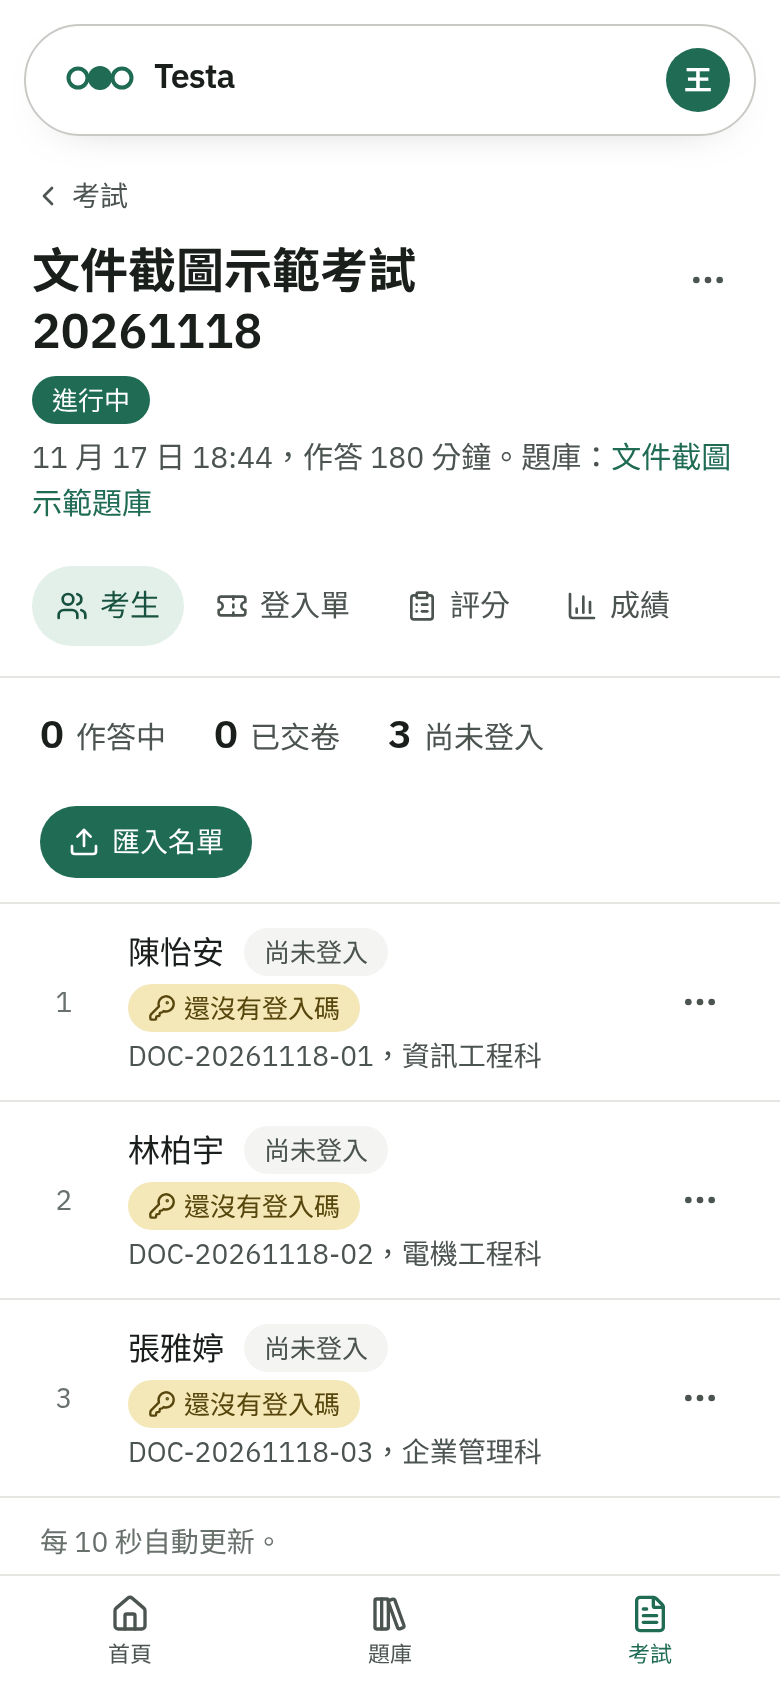 Testa
王
考試
文件截圖示範考試
20261118
進行中
11 月 17 日 18:44，作答 180 分鐘。題庫：文件截圖
示範題庫
考生 登入單 評分 成績
0 作答中 0 已交卷 3 尚未登入
匯入名單
陳怡安 尚未登入
1 還沒有登入碼
DOC-20261118-01，資訊工程科
林柏宇 尚未登入
2 還沒有登入碼
DOC-20261118-02，電機工程科
張雅婷 尚未登入
3 還沒有登入碼
DOC-20261118-03，企業管理科
每 10 秒自動更新。
首頁 題庫 考試